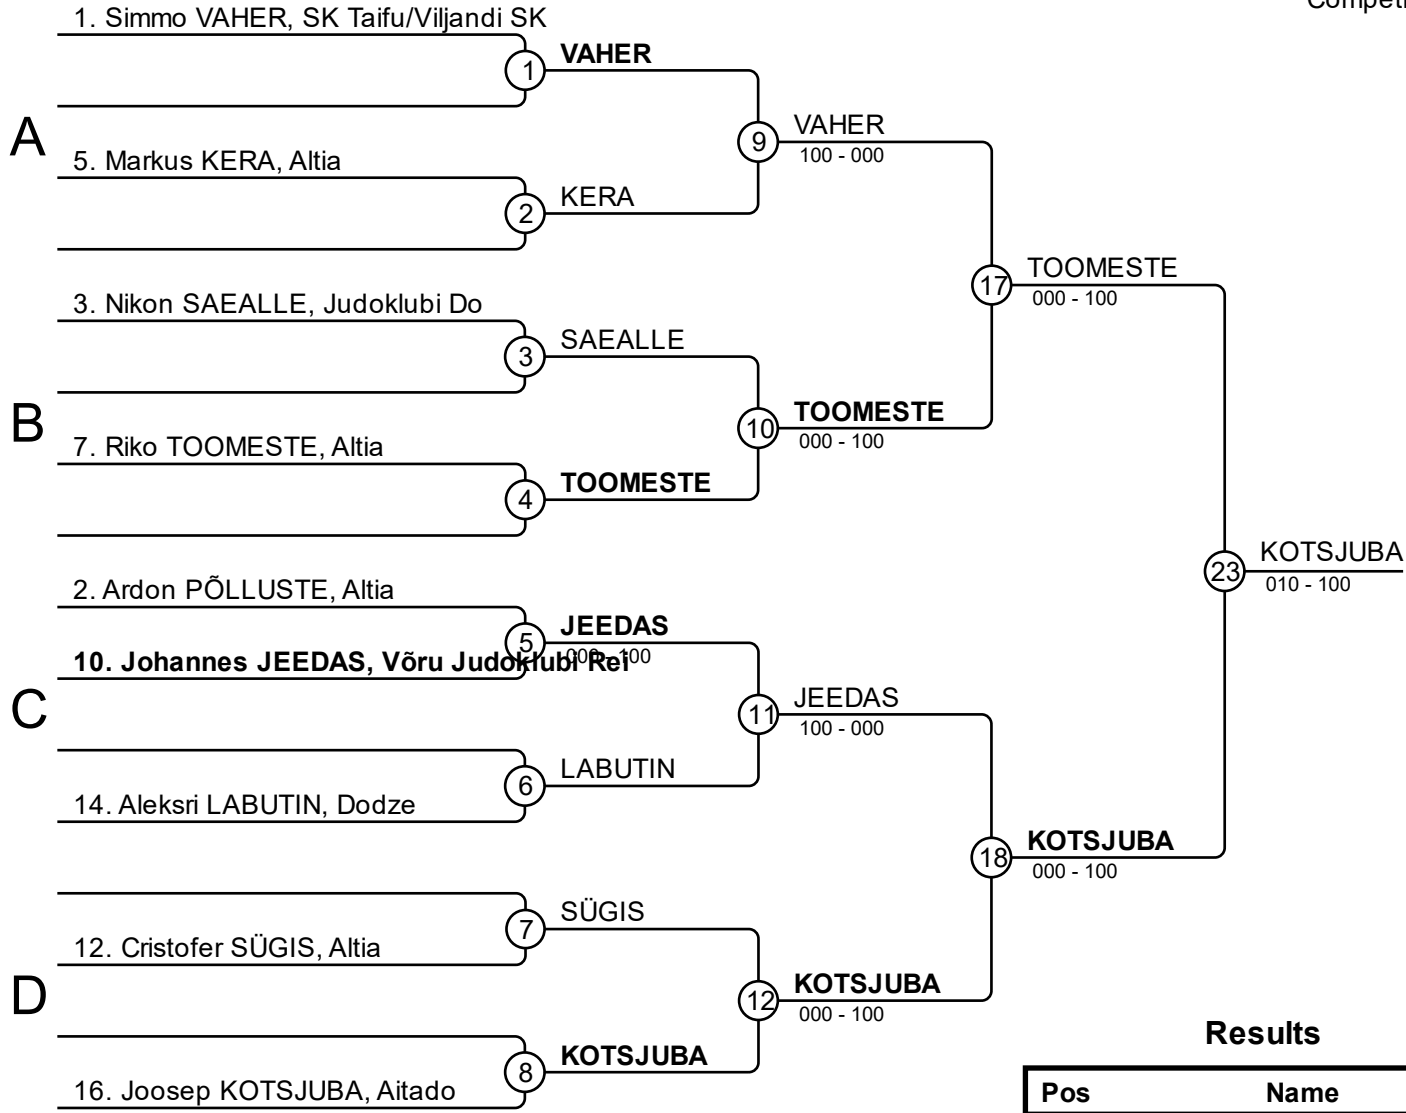 Competi
1. Simmo VAHER, SK Taifu/Viljandi SK
1
VAHER
A
9
VAHER
100 - 000
5. Markus KERA, Altia
2
KERA
17
TOOMESTE
000 - 100
3. Nikon SAEALLE, Judoklubi Do
3
SAEALLE
B
10
TOOMESTE
000 - 100
7. Riko TOOMESTE, Altia
4
TOOMESTE
23
KOTSJUBA
010 - 100
2. Ardon PÕLLUSTE, Altia
5
JEEDAS
000 - 100
10. Johannes JEEDAS, Võru Judoklubi Rei
C
11
JEEDAS
100 - 000
6
LABUTIN
14. Aleksri LABUTIN, Dodze
18
KOTSJUBA
000 - 100
7
SÜGIS
12. Cristofer SÜGIS, Altia
D
12
KOTSJUBA
000 - 100
8
KOTSJUBA
16. Joosep KOTSJUBA, Aitado
Results
Pos Name